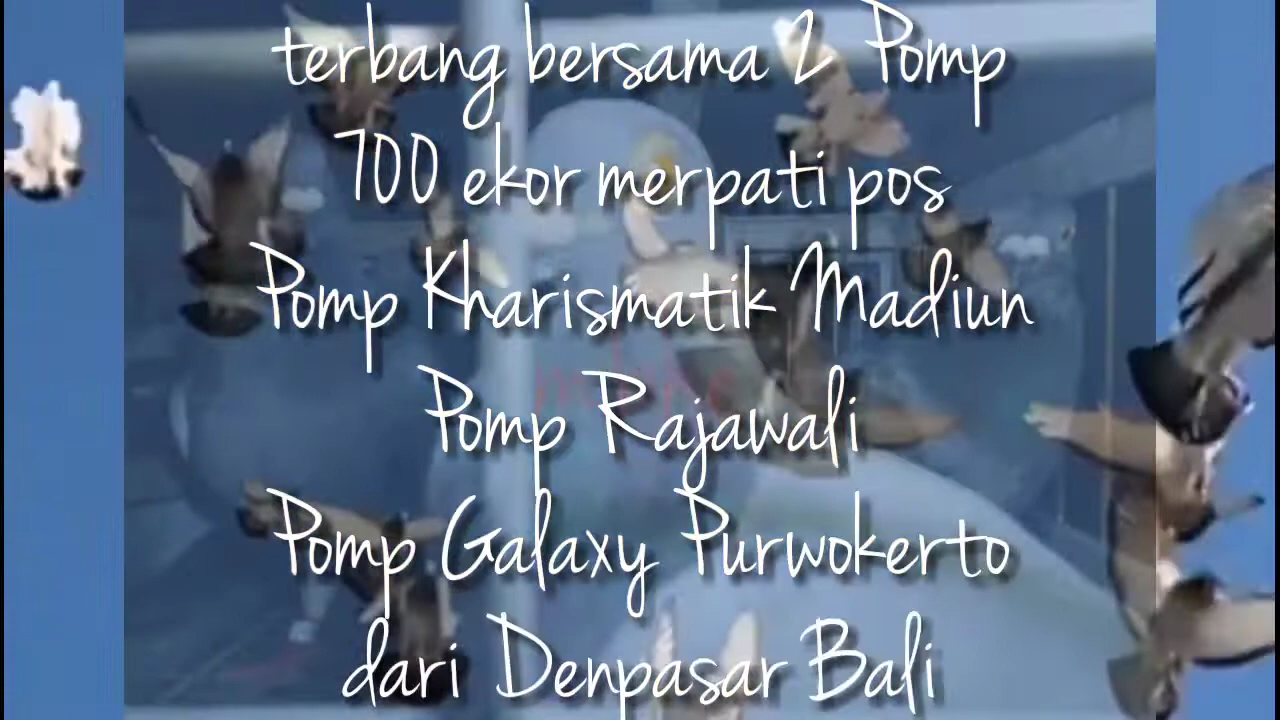 terbang bersama 2 Pomp
700 ekor merpati pos
Pomp Kharismatik Madiun
Pomp Rajawali
Pomp Galaxy Purwokerto
dari Denpasar Bali